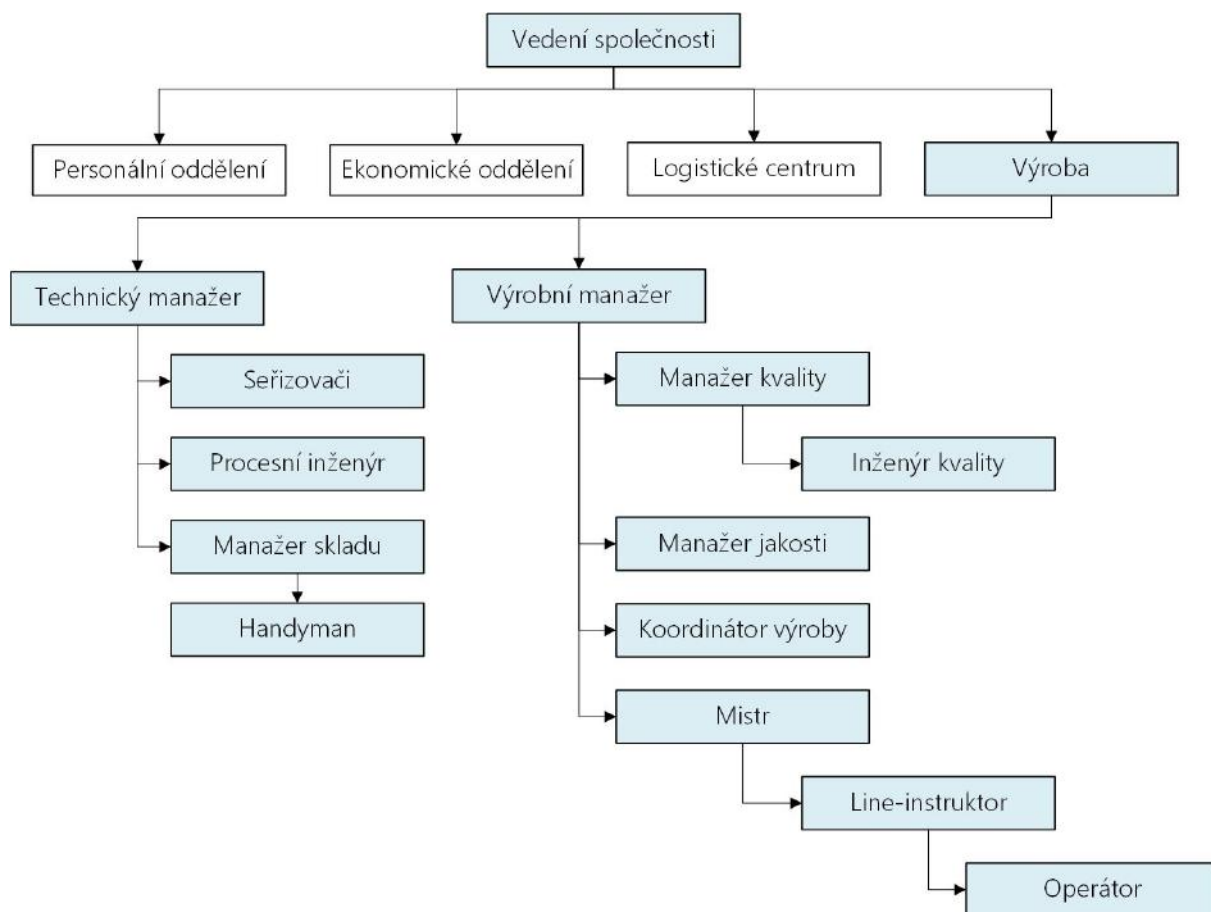 Vedení společnosti
Personální oddělení
Ekonomické oddělení
Logistické centrum
Výroba
Technický manažer
Výrobní manažer
Seřizovači
Manažer kvality
Procesní inženýr
Inženýr kvality
Manažer skladu
Manažer jakosti
Handyman
Koordinátor výroby
Mistr
Line-instruktor
Operátor